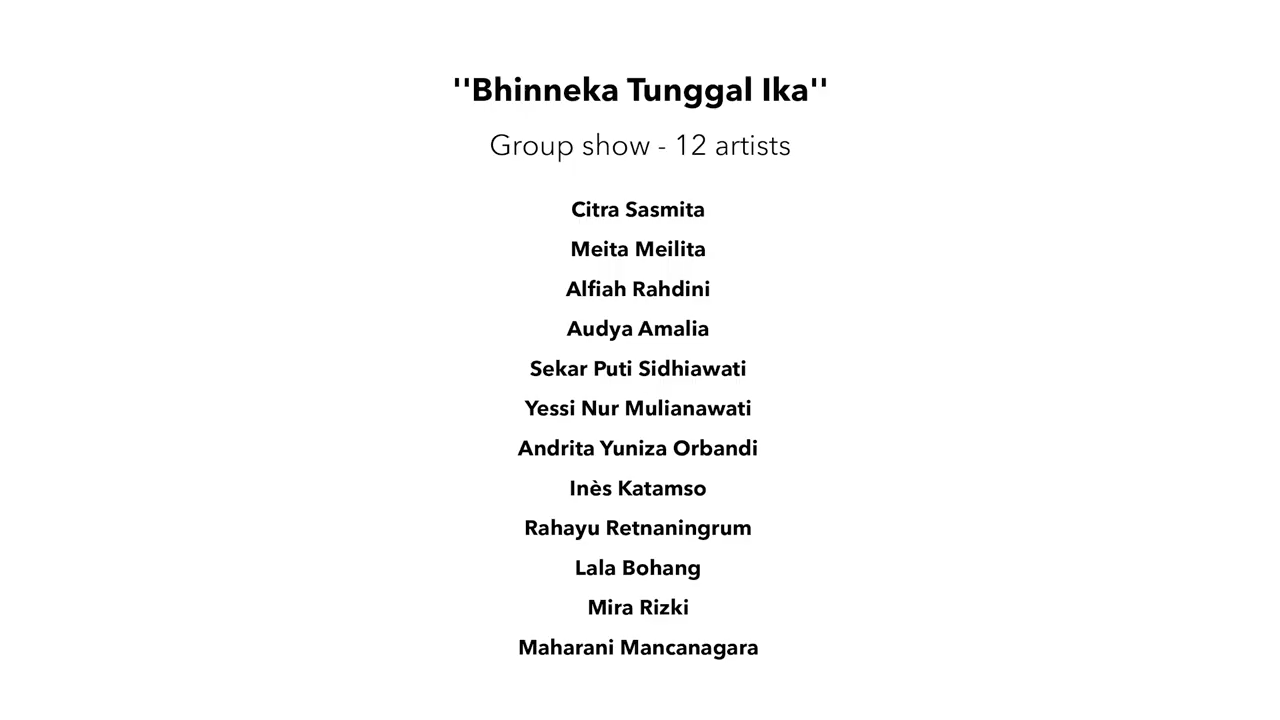 ''Bhinneka Tunggal Ika''
Group show - 12 artists
Citra Sasmita
Meita Meilita
Alfiah Rahdini
Audya Amalia
Sekar Puti Sidhiawati
Yessi Nur Mulianawati
Andrita Yuniza Orbandi
Inès Katamso
Rahayu Retnaningrum
Lala Bohang
Mira Rizki
Maharani Mancanagara